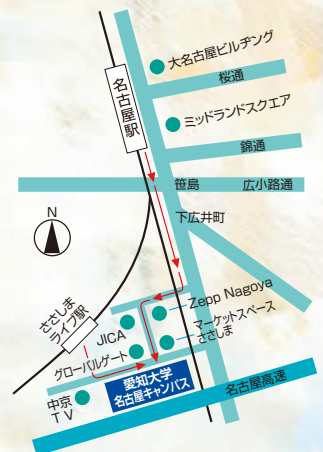 大名古屋ビルヂング
桜通
名古屋駅
ミッドランドスクエア
錦通
笹島
広小路通
下広井町
N
ささしま
ライブ駅
JICA
Zepp Nagoya
マーケットスペース
ささしま
グローバルゲート
愛知大学
名古屋キャンパス
中京
TV
名古屋高速